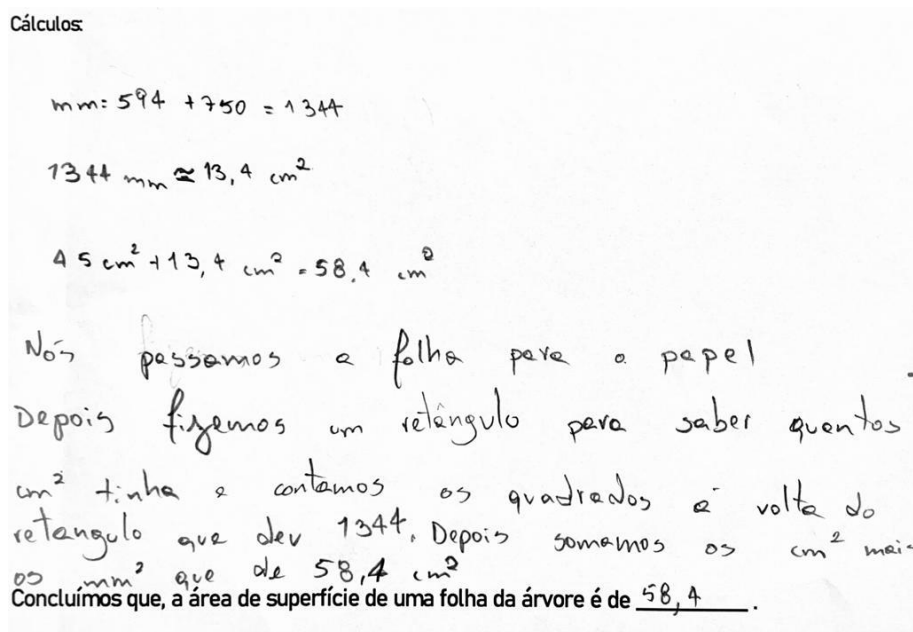 Cálculos:
mm: 594 + 750 = 1344
1344 mm ≃ 13,4 cm²
45 cm² + 13,4 cm² = 58,4 cm²
Nós passamos a folha para o papel
Depois fizemos um retângulo para saber quantos
cm² tinha e contamos os quadrados á volta do
retangulo que deu 1344. Depois somamos os cm² mais
os mm² que de 58,4 cm²
Concluímos que, a área de superfície de uma folha da árvore é de 58,4.